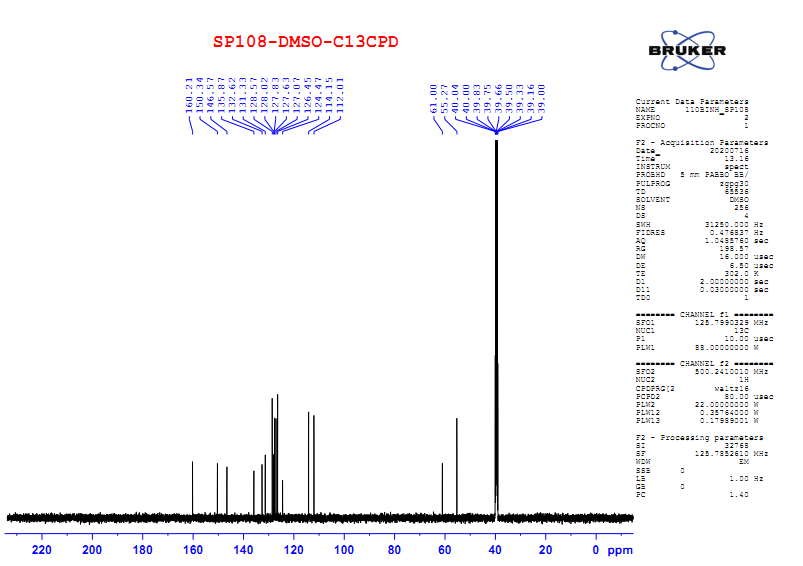 SP108-DMSO-C13CPD
BRUKER
160.21
150.34
146.57
135.87
132.62
131.33
128.57
128.02
127.83
127.63
127.07
126.45
124.47
114.15
112.01
61.00
55.27
40.04
40.00
39.83
39.75
39.66
39.50
39.33
39.16
39.00
Current Data Parameters
NAME 110EINH_SP108
EXPNO 2
PROCNO 1
F2 - Acquisition Parameters
Date_ 20200716
Time 13.16
INSTRUM spect
PROBHD 5 mm PABBO BB/
PULPROG zgpg30
TD 65536
SOLVENT DMSO
NS 256
DS 4
SWH 31250.000 Hz
FIDRES 0.476837 Hz
AQ 1.0485760 sec
RG 198.57
DW 16.000 usec
DE 6.50 usec
TE 302.0 K
D1 2.00000000 sec
D11 0.03000000 sec
TD0 1
======== CHANNEL f1 ========
SFO1 125.7990329 MHz
NUC1 13C
P1 10.00 usec
PLW1 88.00000000 W
======== CHANNEL f2 ========
SFO2 500.2410010 MHz
NUC2 1H
CPDPRG[2 waltz16
PCPD2 80.00 usec
PLW2 22.00000000 W
PLW12 0.35764000 W
PLW13 0.17989001 W
F2 - Processing parameters
SI 32768
SF 125.7852610 MHz
WDW EM
SSB 0
LB 1.00 Hz
GB 0
PC 1.40
220 200 180 160 140 120 100 80 60 40 20 0 ppm